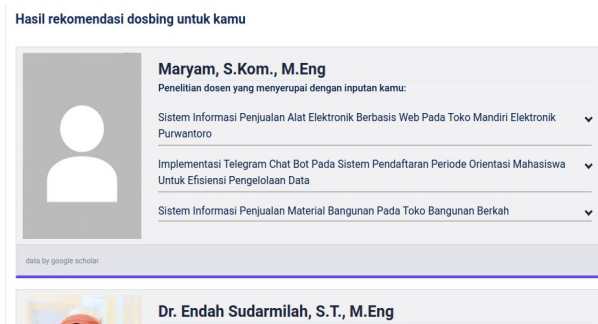 Hasil rekomendasi dosbing untuk kamu
Maryam, S.Kom., M.Eng
Penelitian dosen yang menyerupai dengan inputan kamu:
Sistem Informasi Penjualan Alat Elektronik Berbasis Web Pada Toko Mandiri Elektronik
Purwantoro
Implementasi Telegram Chat Bot Pada Sistem Pendaftaran Periode Orientasi Mahasiswa
Untuk Efisiensi Pengelolaan Data
Sistem Informasi Penjualan Material Bangunan Pada Toko Bangunan Berkah
data by google scholar
Dr. Endah Sudarmilah, S.T., M.Eng